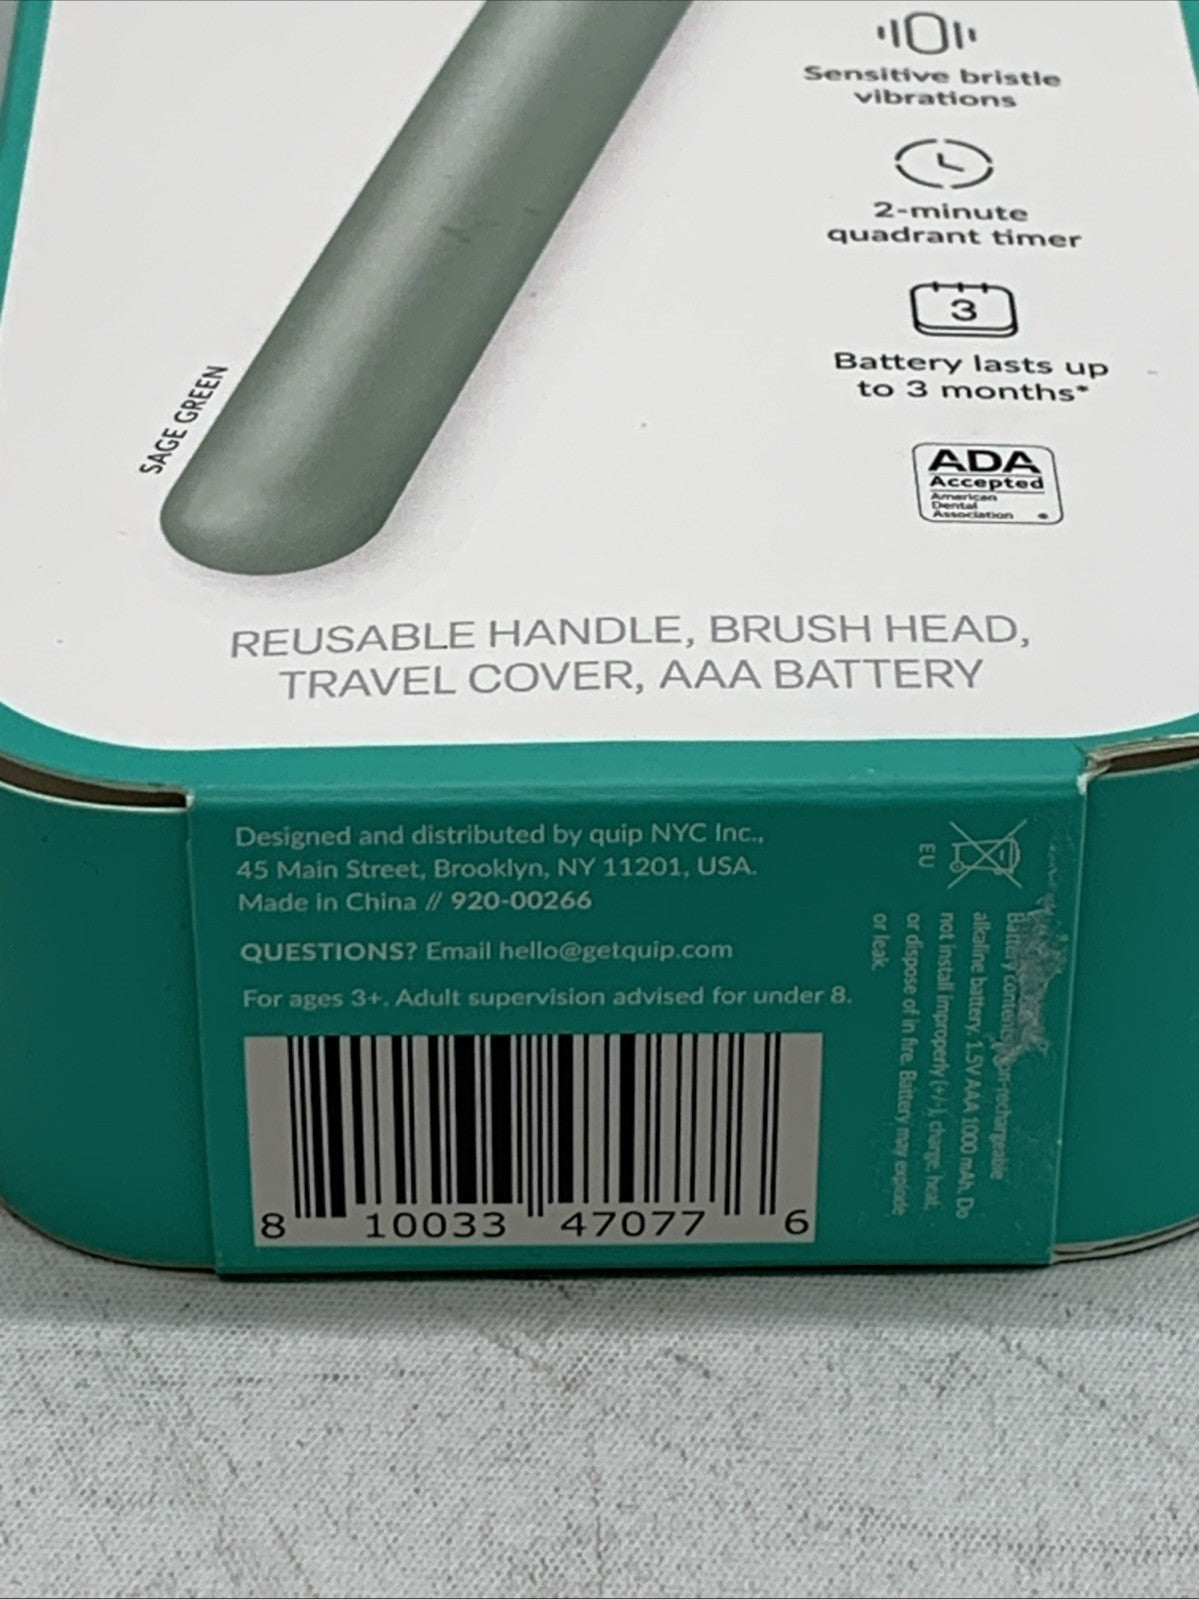 Sensitive bristle
vibrations
2-minute
quadrant timer
3
Battery lasts up
to 3 months*
ADA
Accepted
American
Dental
Association
SAGE GREEN
REUSABLE HANDLE, BRUSH HEAD,
TRAVEL COVER, AAA BATTERY
Designed and distributed by quip NYC Inc.,
45 Main Street, Brooklyn, NY 11201, USA.
Made in China // 920-00266
QUESTIONS? Email hello@getquip.com
For ages 3+. Adult supervision advised for under 8.
8 10033 47077 6
EU
Battery contents: non-rechargeable
alkaline battery, 1.5V AAA 1000 mAh. Do
not install improperly (+/-), charge, heat,
or dispose of in fire. Battery may explode
or leak.